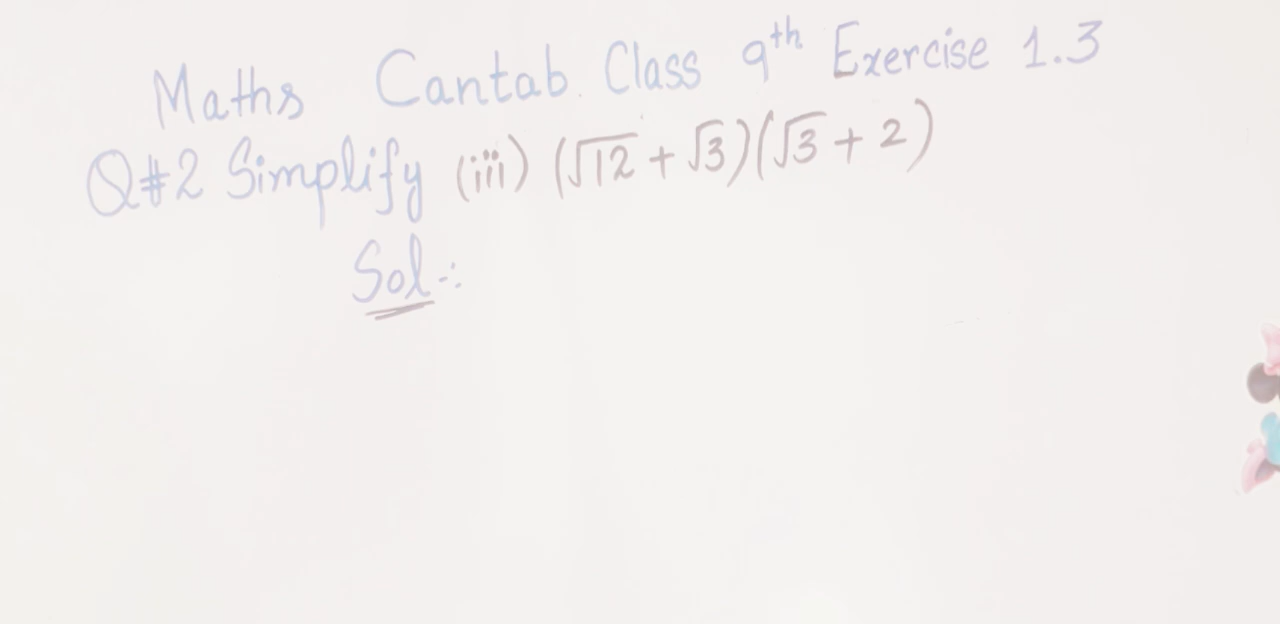 Maths Cantab Class 9th Exercise 1.3
Q#2 Simplify (iii) (√12 + √3)(√3 + 2)
Sol-: